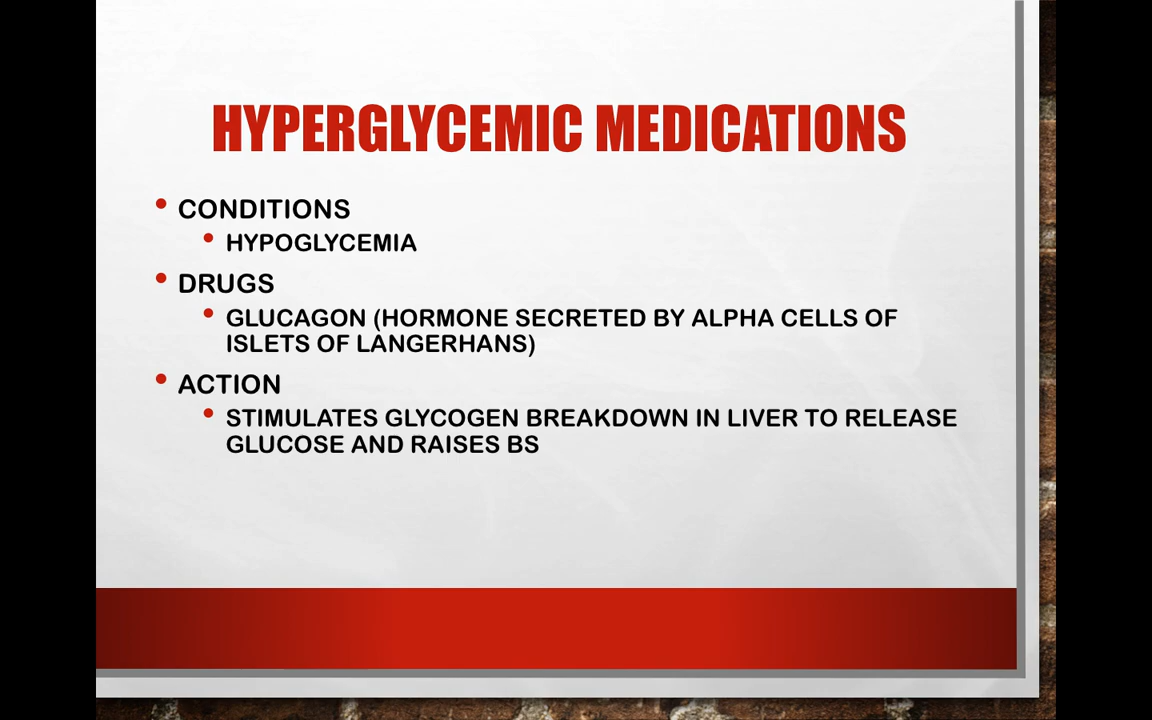 HYPERGLYCEMIC MEDICATIONS
• CONDITIONS
• HYPOGLYCEMIA
• DRUGS
• GLUCAGON (HORMONE SECRETED BY ALPHA CELLS OF
ISLETS OF LANGERHANS)
• ACTION
• STIMULATES GLYCOGEN BREAKDOWN IN LIVER TO RELEASE
GLUCOSE AND RAISES BS